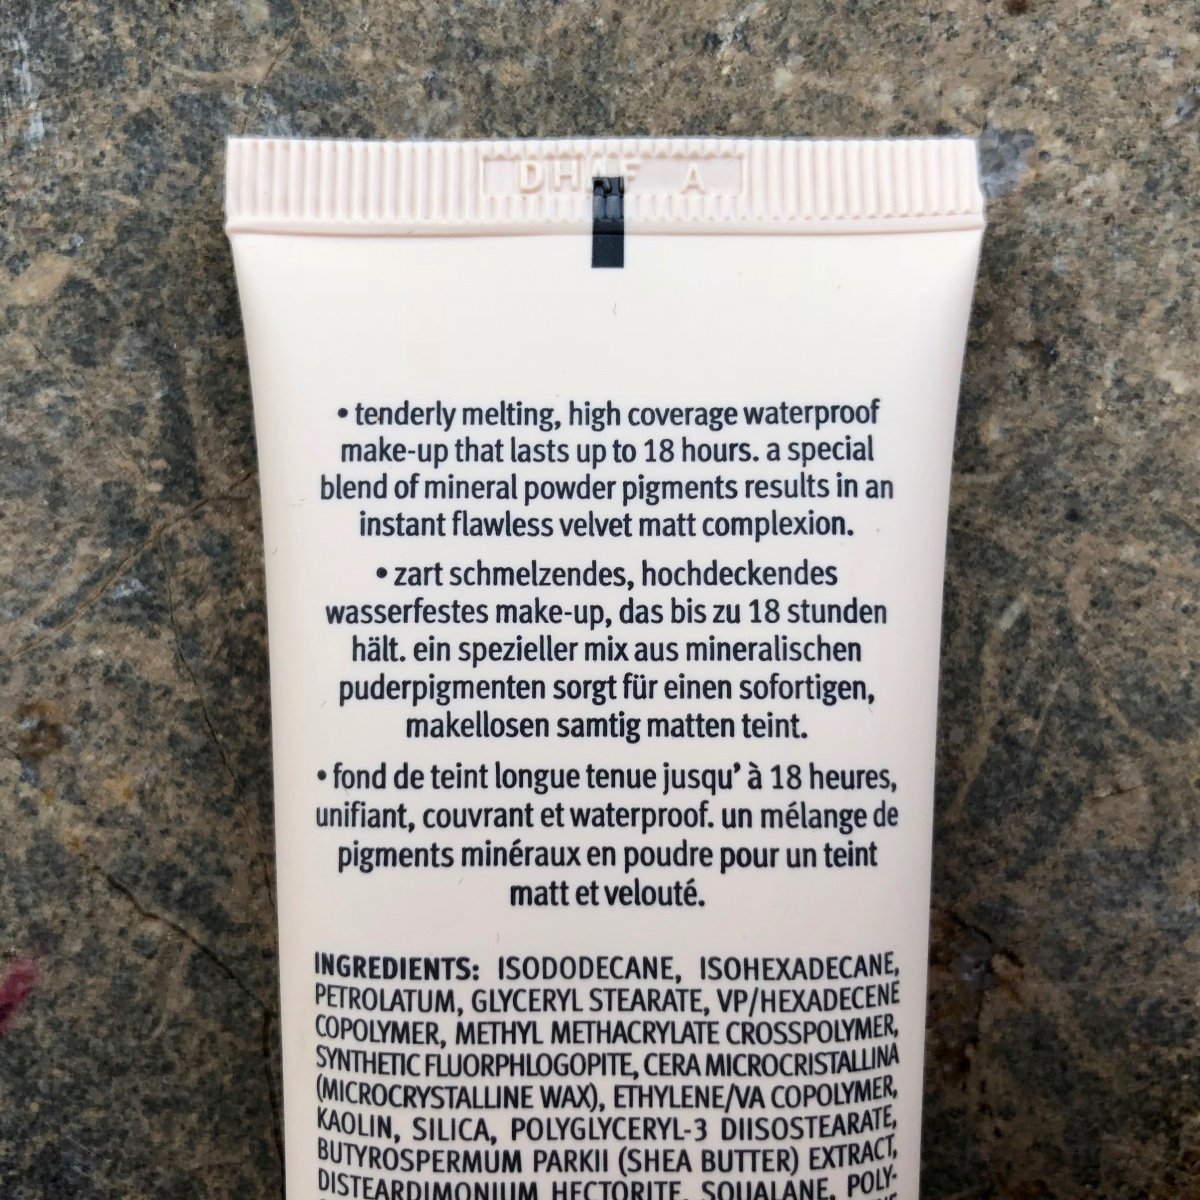 DHAF A
• tenderly melting, high coverage waterproof
make-up that lasts up to 18 hours. a special
blend of mineral powder pigments results in an
instant flawless velvet matt complexion.
• zart schmelzendes, hochdeckendes
wasserfestes make-up, das bis zu 18 stunden
hält. ein spezieller mix aus mineralischen
puderpigmenten sorgt für einen sofortigen,
makellosen samtig matten teint.
• fond de teint longue tenue jusqu’ à 18 heures,
unifiant, couvrant et waterproof. un mélange de
pigments minéraux en poudre pour un teint
matt et velouté.
INGREDIENTS: ISODODECANE, ISOHEXADECANE,
PETROLATUM, GLYCERYL STEARATE, VP/HEXADECENE
COPOLYMER, METHYL METHACRYLATE CROSSPOLYMER,
SYNTHETIC FLUORPHLOGOPITE, CERA MICROCRISTALLINA
(MICROCRYSTALLINE WAX), ETHYLENE/VA COPOLYMER,
KAOLIN, SILICA, POLYGLYCERYL-3 DIISOSTEARATE,
BUTYROSPERMUM PARKII (SHEA BUTTER) EXTRACT,
DISTEARDIMONIUM HECTORITE, SQUALANE, POLY-